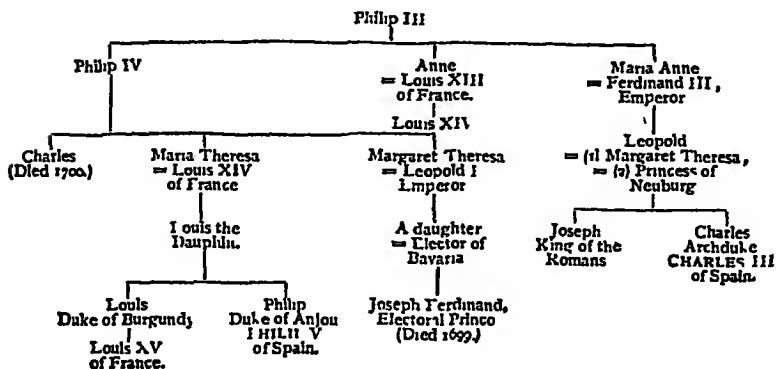 Philip III
Philip IV
Anne
= Louis XIII
of France.
Maria Anne
= Ferdinand III,
Emperor
Louis XIV
Charles
(Died 1700.)
Maria Theresa
= Louis XIV
of France
Margaret Theresa
= Leopold I
Emperor
Leopold
= (1) Margaret Theresa,
= (2) Princess of
Neuburg
Louis the
Dauphin.
A daughter
= Elector of
Bavaria
Joseph
King of the
Romans
Charles
Archduke
CHARLES III
of Spain.
Louis
Duke of Burgundy
Louis XV
of France.
Philip
Duke of Anjou
PHILIP V
of Spain.
Joseph Ferdinand,
Electoral Prince
(Died 1699.)